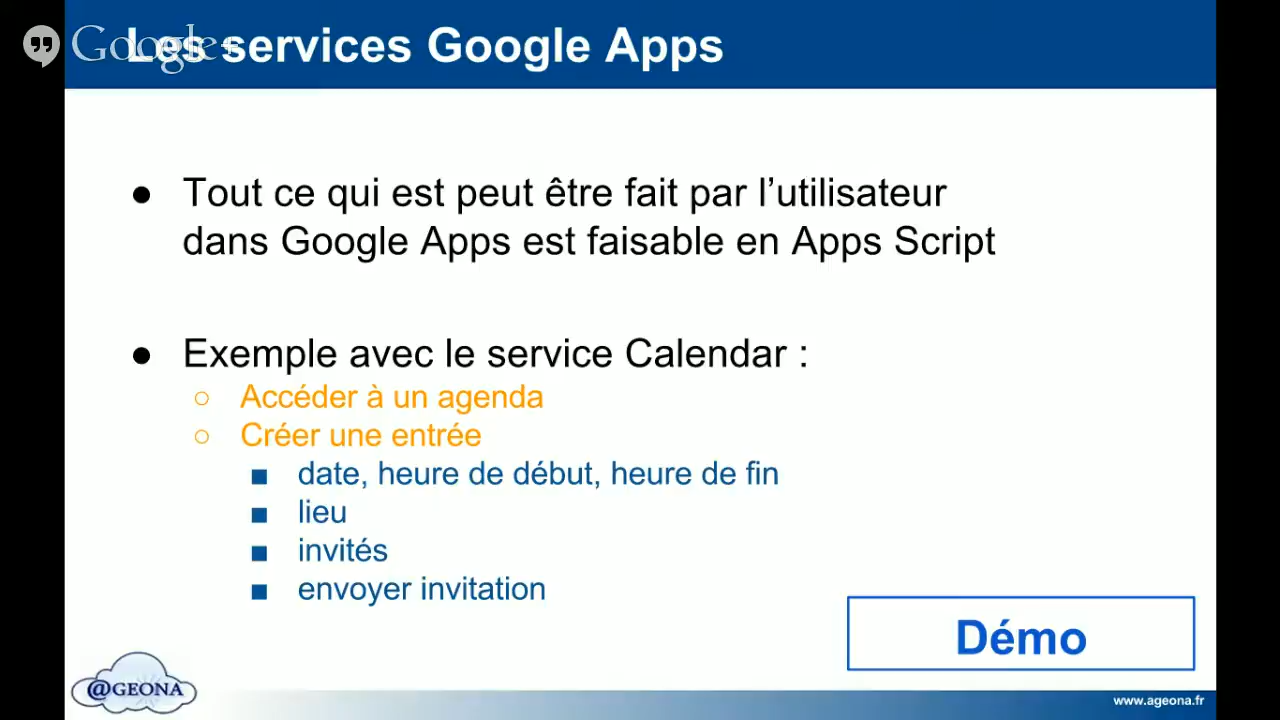 Google+
Les services Google Apps
● Tout ce qui est peut être fait par l’utilisateur
dans Google Apps est faisable en Apps Script
● Exemple avec le service Calendar :
○ Accéder à un agenda
○ Créer une entrée
■ date, heure de début, heure de fin
■ lieu
■ invités
■ envoyer invitation
Démo
@GEONA
www.ageona.fr